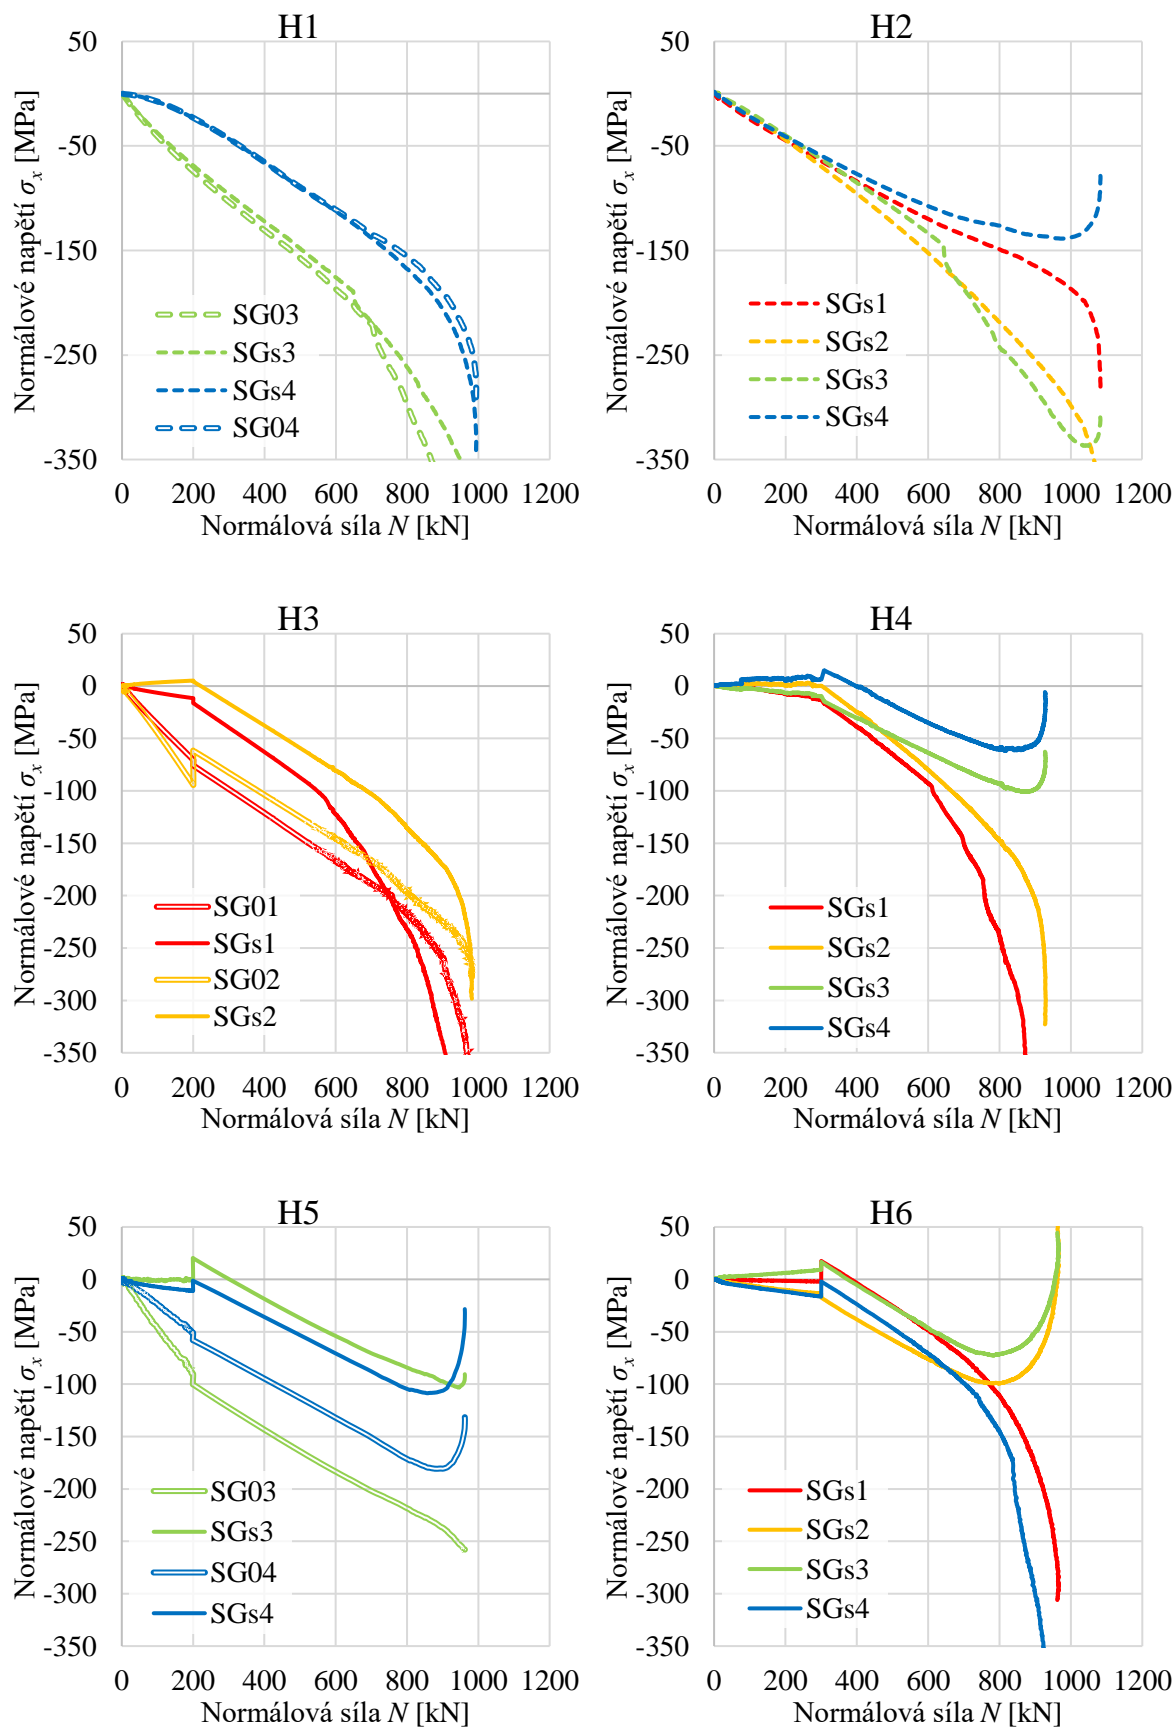 H1
50
0
-50
-150
-250
-350
0 200 400 600 800 1000 1200
Normálové napětí σx [MPa]
Normálová síla N [kN]
SG03
SGs3
SGs4
SG04
H2
50
0
-50
-150
-250
-350
0 200 400 600 800 1000 1200
Normálové napětí σx [MPa]
Normálová síla N [kN]
SGs1
SGs2
SGs3
SGs4
H3
50
0
-50
-100
-150
-200
-250
-300
-350
0 200 400 600 800 1000 1200
Normálové napětí σx [MPa]
Normálová síla N [kN]
SG01
SGs1
SG02
SGs2
H4
50
0
-50
-100
-150
-200
-250
-300
-350
0 200 400 600 800 1000 1200
Normálové napětí σx [MPa]
Normálová síla N [kN]
SGs1
SGs2
SGs3
SGs4
H5
50
0
-50
-100
-150
-200
-250
-300
-350
0 200 400 600 800 1000 1200
Normálové napětí σx [MPa]
Normálová síla N [kN]
SG03
SGs3
SG04
SGs4
H6
50
0
-50
-100
-150
-200
-250
-300
-350
0 200 400 600 800 1000 1200
Normálové napětí σx [MPa]
Normálová síla N [kN]
SGs1
SGs2
SGs3
SGs4